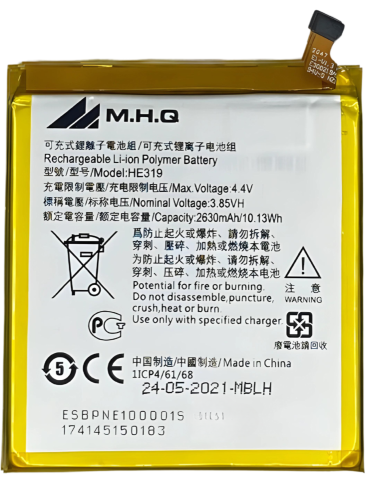 M.H.Q
可充式鋰離子電池組/可充式锂离子电池组
Rechargeable Li-ion Polymer Battery
型號/型号/Model:HE319
充電限制電壓/充电限制电压/Max.Voltage:4.4V
標稱電壓/标称电压/Nominal Voltage:3.85VH
額定容量/额定容量/Capacity:2630mAh/10.13Wh
爲防止起火或爆炸、請勿拆解、
穿刺、壓碎、加熱或燃燒本電池
为防止起火或爆炸、请勿拆解、
穿刺、压碎、加热或燃烧本电池
注 意
WARNING
Potential for fire or burning.
Do not disassemble,puncture,
crush,heat or burn.
Use only with specified charger.
廢電池請回收
5
CE
中国制造/中國制造/Made in China
1ICP4/61/68
24-05-2021-MBLH
ESBPNE100001S
174145150183